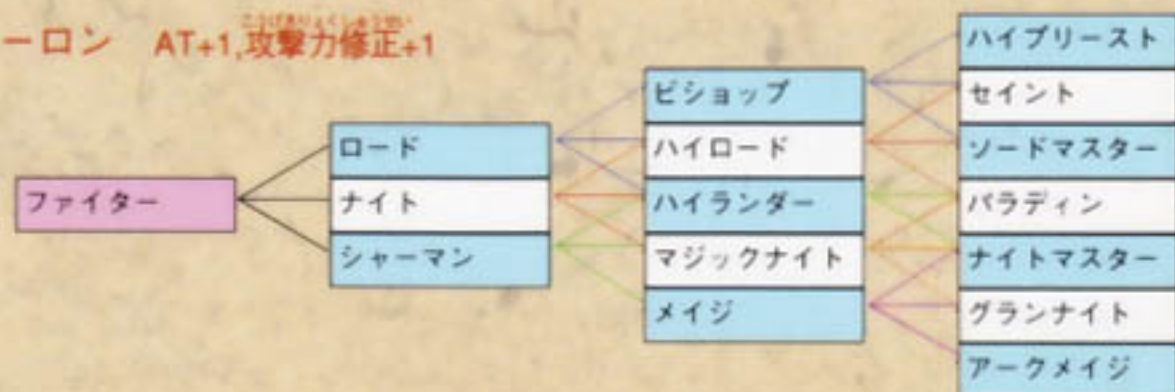 ーロン AT+1,攻撃力修正+1
ファイター
ロード
ナイト
シャーマン
ビショップ
ハイロード
ハイランダー
マジックナイト
メイジ
ハイプリースト
セイント
ソードマスター
パラディン
ナイトマスター
グランナイト
アークメイジ